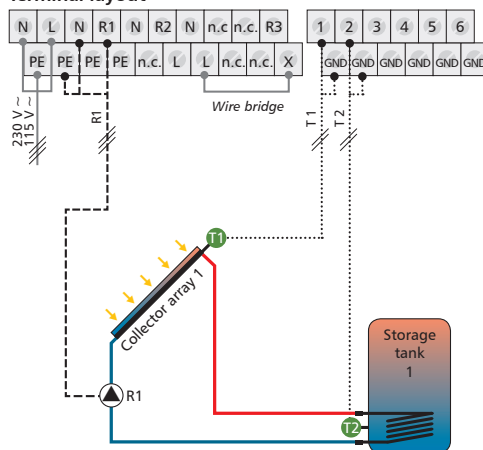 Terminal layout
N L N R1 N R2 N n.c n.c. R3
PE PE PE PE n.c. L L n.c. n.c. X
1 2 3 4 5 6
GND GND GND GND GND GND
Wire bridge
230 V ~
115 V ~
R1
T 1
T 2
T1
Collector array 1
R1
Storage
tank
1
T2